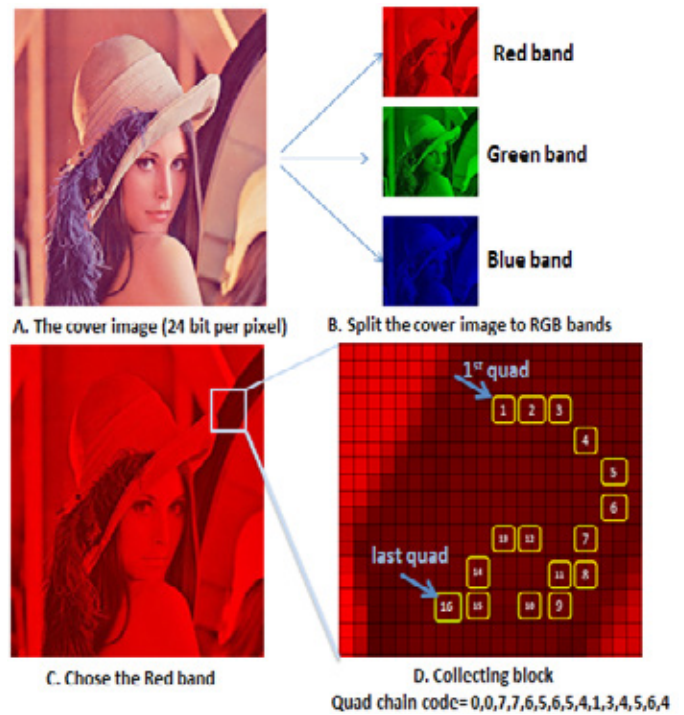 Red band
Green band
Blue band
A. The cover image (24 bit per pixel)
B. Split the cover image to RGB bands
1st quad
1 2 3
4
5
6
13 12 7
last quad
14 11 8
16 15 10 9
C. Chose the Red band
D. Collecting block
Quad chain code= 0,0,7,7,6,5,6,5,4,1,3,4,5,6,4